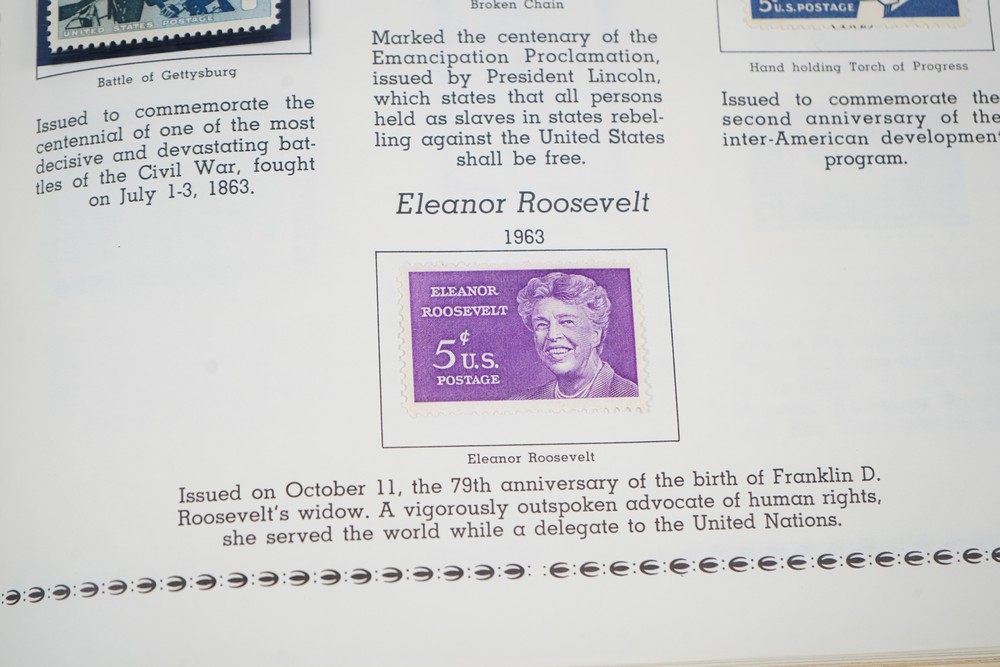 UNITED STATES POSTAGE
Battle of Gettysburg
Issued to commemorate the
centennial of one of the most
decisive and devastating bat-
tles of the Civil War, fought
on July 1-3, 1863.
Broken Chain
Marked the centenary of the
Emancipation Proclamation,
issued by President Lincoln,
which states that all persons
held as slaves in states rebel-
ling against the United States
shall be free.
5 U.S. POSTAGE
Hand holding Torch of Progress
Issued to commemorate the
second anniversary of the
inter-American development
program.
Eleanor Roosevelt
1963
ELEANOR
ROOSEVELT
5¢ U.S.
POSTAGE
Eleanor Roosevelt
Issued on October 11, the 79th anniversary of the birth of Franklin D.
Roosevelt's widow. A vigorously outspoken advocate of human rights,
she served the world while a delegate to the United Nations.